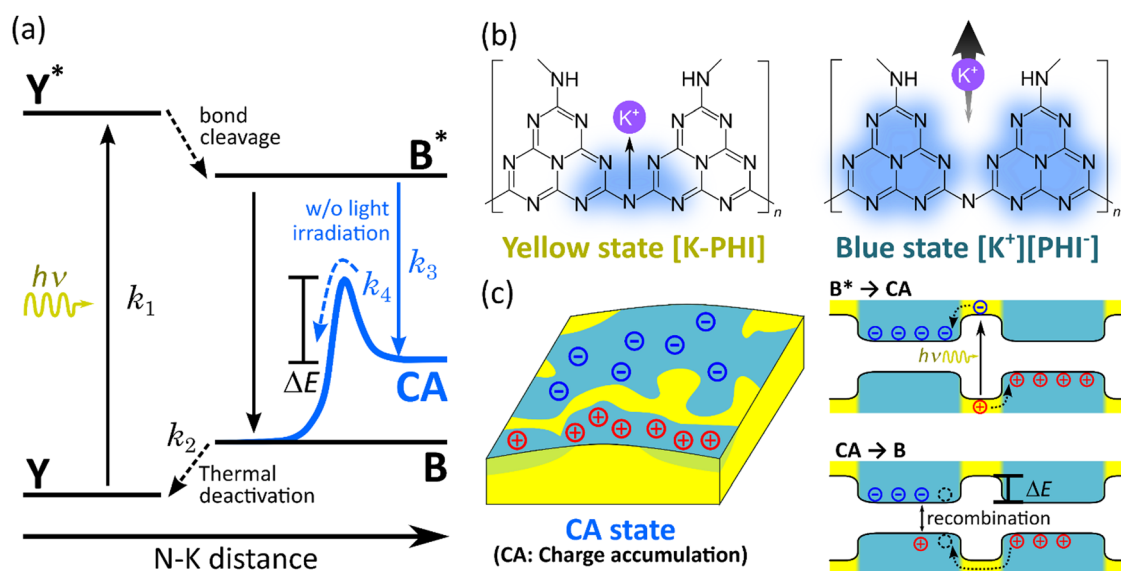 (a)
Y*
bond
cleavage
B*
w/o light
irradiation
hν
k₁
k₃
k₄
ΔE
CA
k₂
B
Y
Thermal
deactivation
N-K distance
(b)
NH
HN
K⁺
N N N N
N N N N
N N
N N N N
N N N N N
n
Yellow state [K-PHI]
K⁺
NH
HN
N N N N
N N N N
N N
N N N N
N N N N N
n
Blue state [K⁺][PHI⁻]
(c)
CA state
(CA: Charge accumulation)
B* → CA
hν
CA → B
ΔE
recombination